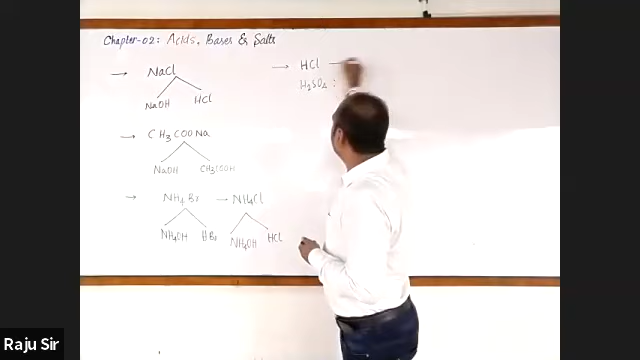 Chapter-02: Acids, Bases & Salts
→ NaCl
NaOH HCl
→ CH3COONa
NaOH CH3COOH
→ NH4Br → NH4Cl
NH4OH HBr NH4OH HCl
→ HCl —
H2SO4 :
Raju Sir